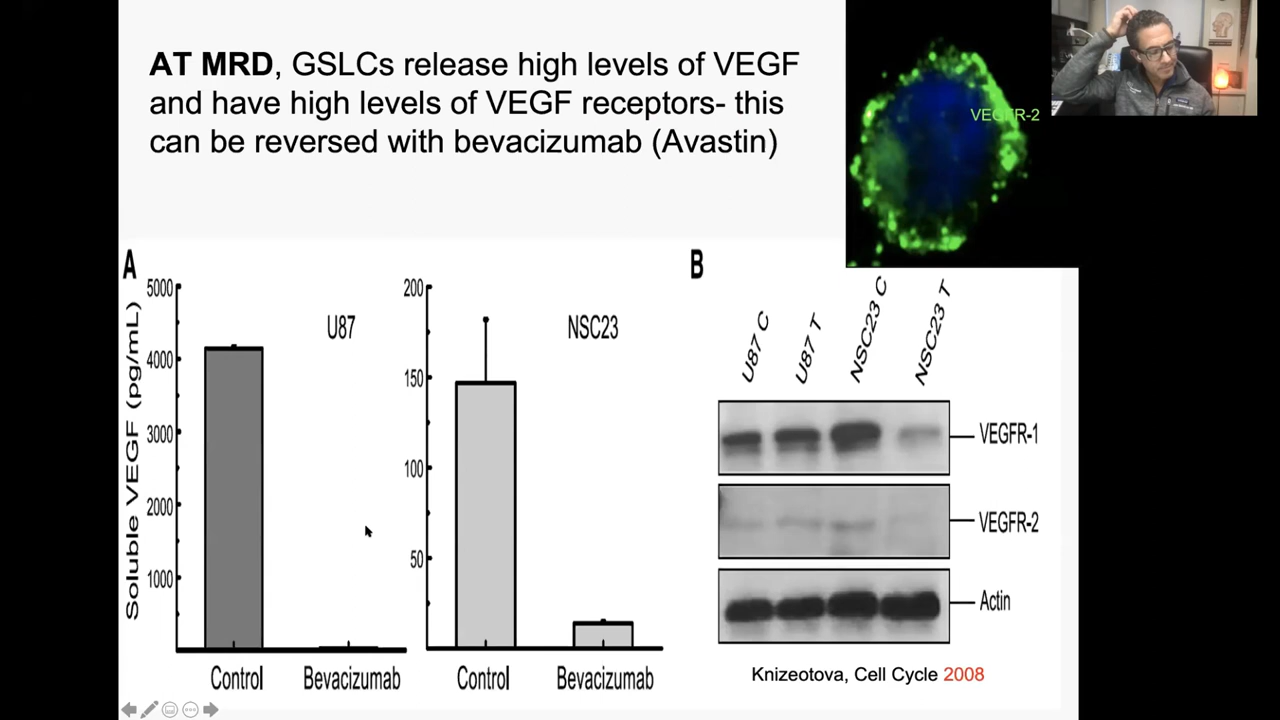 AT MRD, GSLCs release high levels of VEGF
and have high levels of VEGF receptors- this
can be reversed with bevacizumab (Avastin)
VEGFR-2
A
Soluble VEGF (pg/mL)
5000
4000
3000
2000
1000
U87
Control
Bevacizumab
200
150
100
50
NSC23
Control
Bevacizumab
B
U87 C
U87 T
NSC23 C
NSC23 T
VEGFR-1
VEGFR-2
Actin
Knizeotova, Cell Cycle 2008